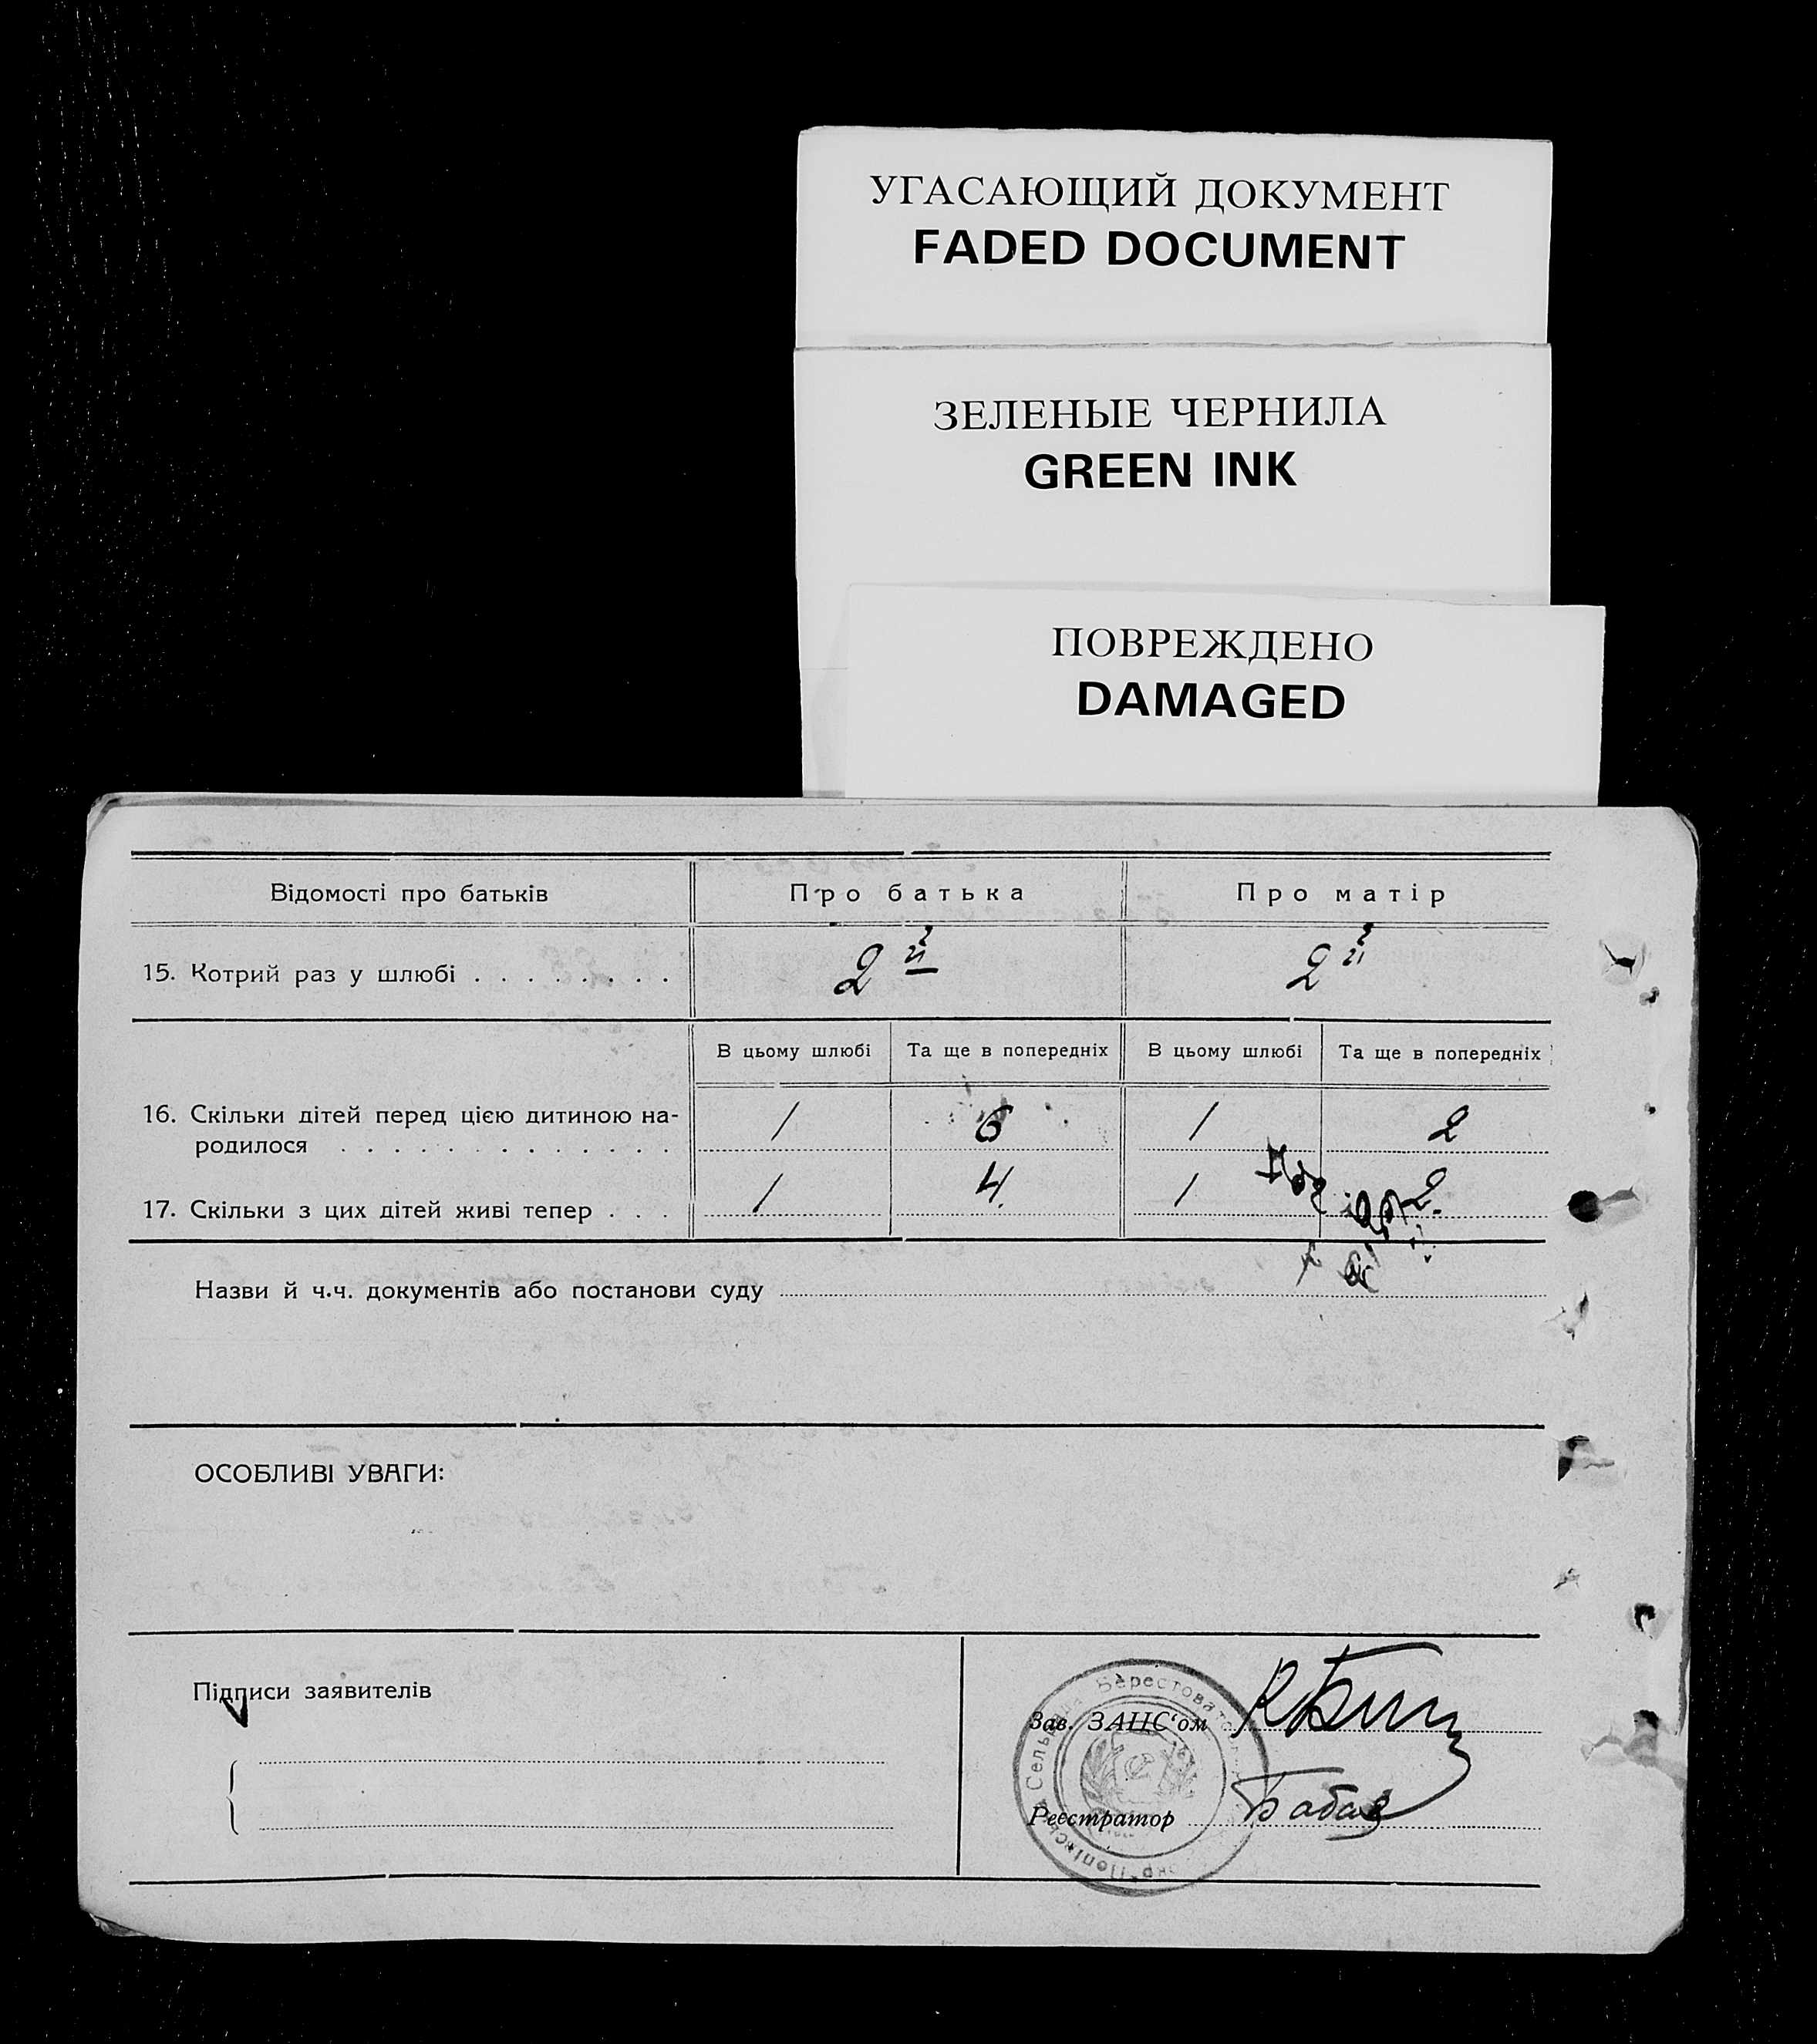 УГАСАЮЩИЙ ДОКУМЕНТ
FADED DOCUMENT
ЗЕЛЕНЫЕ ЧЕРНИЛА
GREEN INK
ПОВРЕЖДЕНО
DAMAGED
Відомості про батьків Про батька Про матір
15. Котрий раз у шлюбі . . . . . . . . 2й 2й
В цьому шлюбі Та ще в попередніх В цьому шлюбі Та ще в попередніх
16. Скільки дітей перед цією дитиною на-
родилося . . . . . . . . . . . . . 1 6 1 2
17. Скільки з цих дітей живі тепер . . . 1 4. 1 2.
Назви й ч.ч. документів або постанови суду
ОСОБЛИВІ УВАГИ:
Підписи заявителів
Зав. ЗАПС'ом
Реєстратор